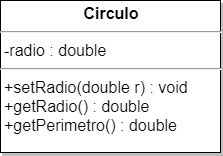 Circulo
-radio : double
+setRadio(double r) : void
+getRadio() : double
+getPerimetro() : double